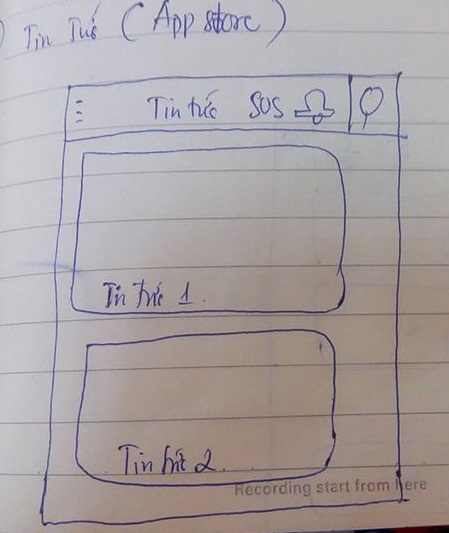 Tin Tức (App store)
Tin tức SOS
Tin tức 1.
Tin tức 2.
Recording start from here